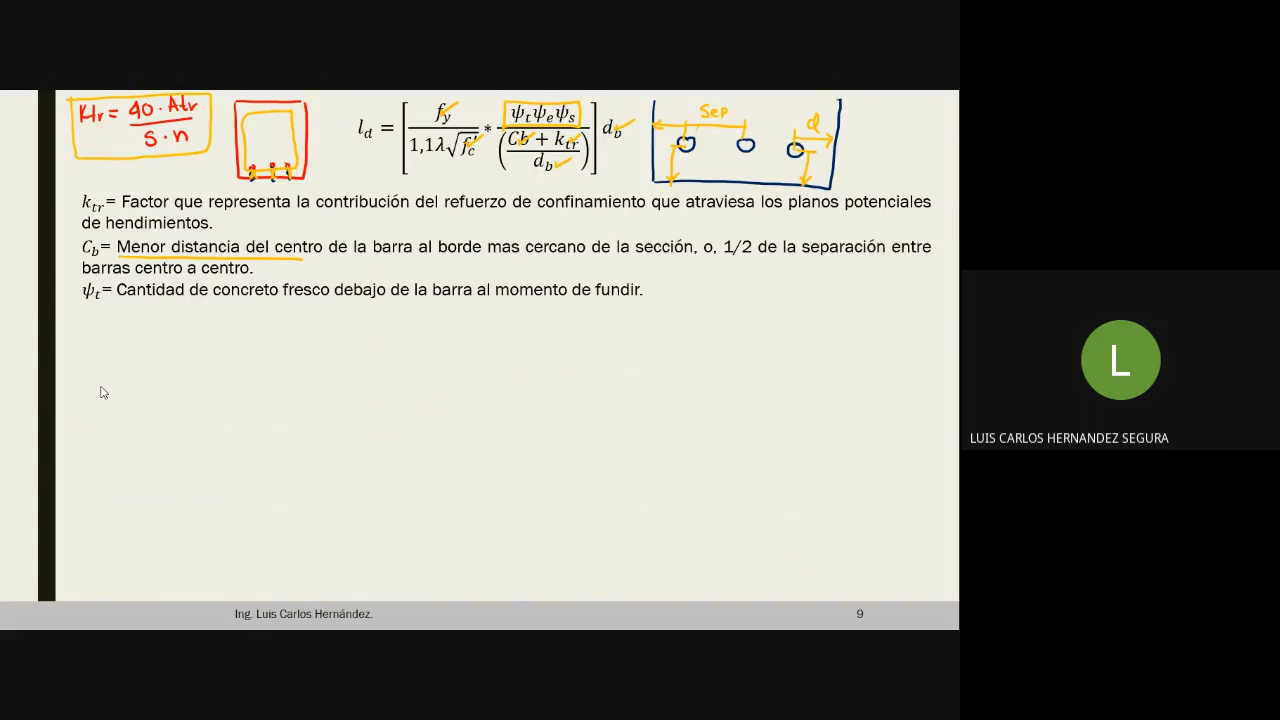 Ktr = 40 · Atr / S · n
l_d = [ f_y / 1,1λ√f'_c * ψ_tψ_eψ_s / ( (Cb + k_tr) / d_b ) ] d_b
Sep
d
k_tr= Factor que representa la contribución del refuerzo de confinamiento que atraviesa los planos potenciales
de hendimientos.
C_b= Menor distancia del centro de la barra al borde mas cercano de la sección, o, 1/2 de la separación entre
barras centro a centro.
ψ_t= Cantidad de concreto fresco debajo de la barra al momento de fundir.
L
LUIS CARLOS HERNANDEZ SEGURA
Ing. Luis Carlos Hernández.
9